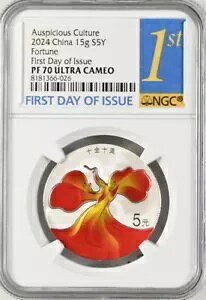 Auspicious Culture
2024 China 15g S5Y
Fortune
First Day of Issue
PF 70 ULTRA CAMEO
8181366-026
1st
FIRST DAY OF ISSUE
NGC
十全十美
5元